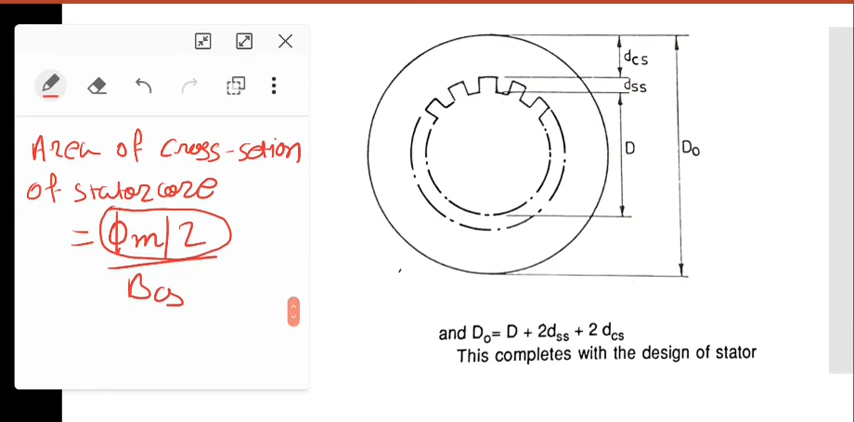 Area of Cross-setion
of stator core
= ϕm/2
Bcs
dcs
dss
D
Do
and Do= D + 2dss + 2 dcs
This completes with the design of stator